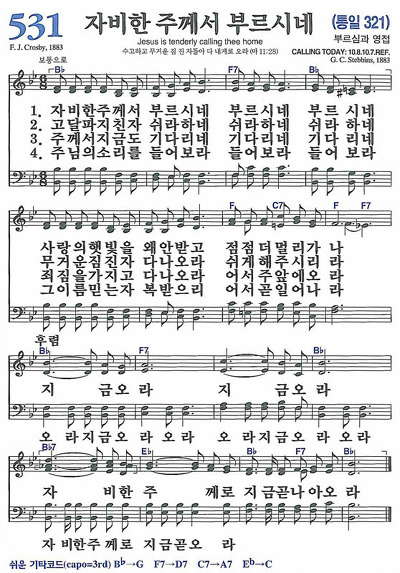 531
자비한 주께서 부르시네
(통일 321)
F. J. Crosby, 1883
Jesus is tenderly calling thee home
부르심과 영접
보통으로
수고하고 무거운 짐 진 자들아 다 내게로 오라 (마 11:28)
CALLING TODAY: 10.8.10.7.REF.
G. C. Stebbins, 1883
B♭ F7 B♭
1. 자비한주께서 부르시네 부르시네 부르시네
2. 고달파지친자 쉬라하네 쉬라하네 쉬라하네
3. 주께서지금도 기다리네 기다리네 기다리네
4. 주님의소리를 들어보라 들어보라 들어보라
F C7 F F7
사랑의햇빛을 왜안받고 점점더멀리가나
무거운짐진자 다나오라 쉬게해주시리라
죄짐을가지고 다나오라 어서주앞에오라
그이름믿는자 복받으리 어서곧일어나라
후렴
B♭ F7 B♭
지금오라 지금오라
오라지금오라 오라지금오라
B♭7 E♭ B♭ F7 B♭
자비한주께로지금곧나아오라
자비한주께로 지금곧오라
쉬운 기타코드(capo=3rd) B♭→G F7→D7 C7→A7 E♭→C